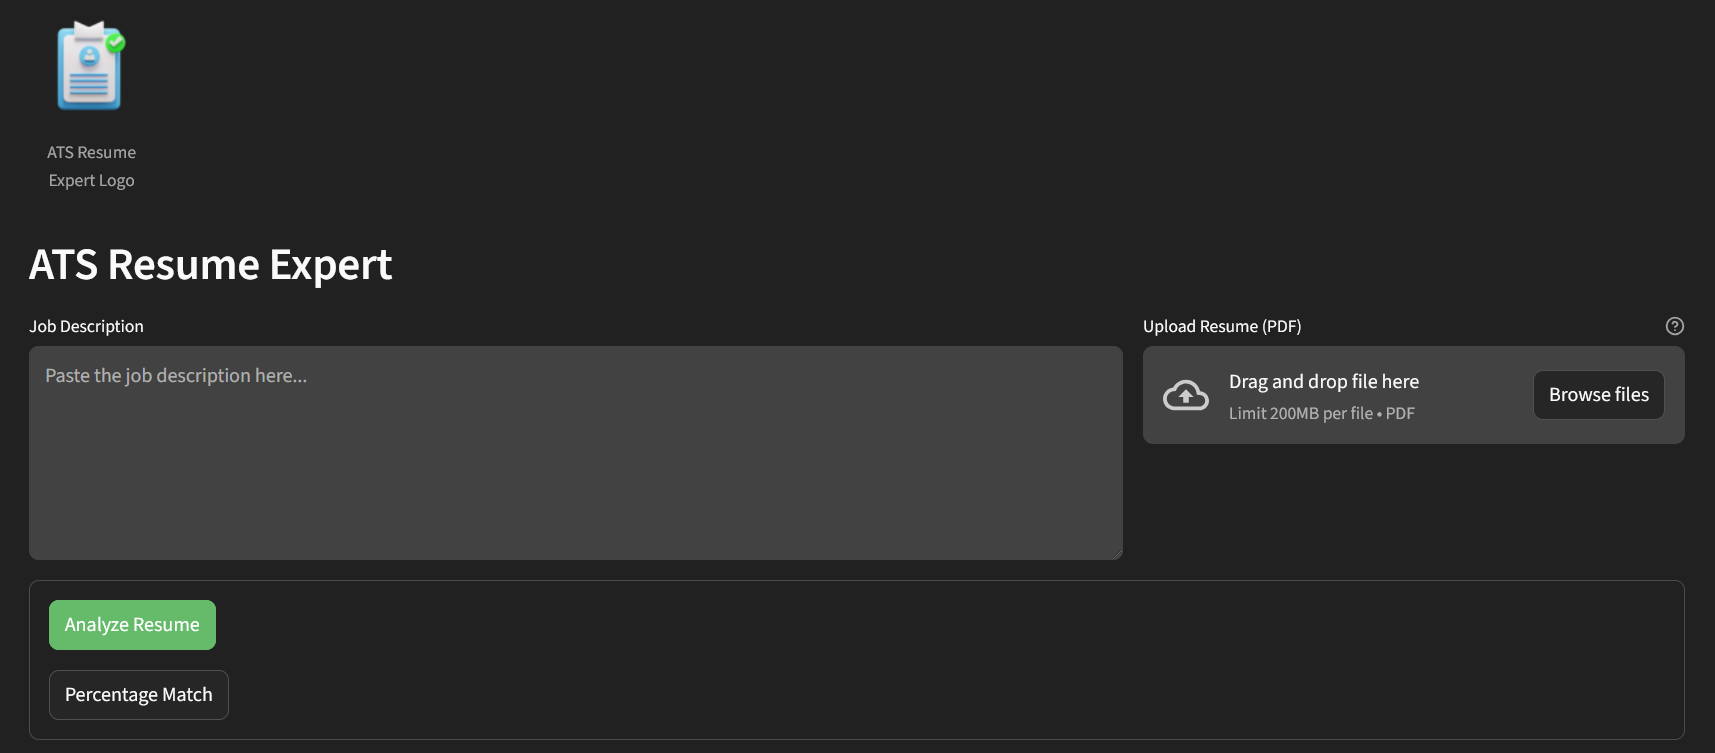 ATS Resume
Expert Logo
ATS Resume Expert
Job Description
Paste the job description here...
Upload Resume (PDF)
Drag and drop file here
Limit 200MB per file • PDF
Browse files
Analyze Resume
Percentage Match